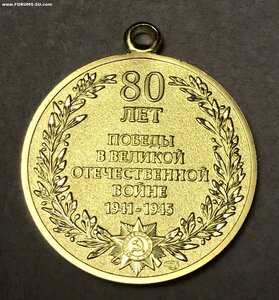 www.FORUMS-SU.com
80
ЛЕТ
ПОБЕДЫ
В ВЕЛИКОЙ
ОТЕЧЕСТВЕННОЙ
ВОЙНЕ
1941-1945